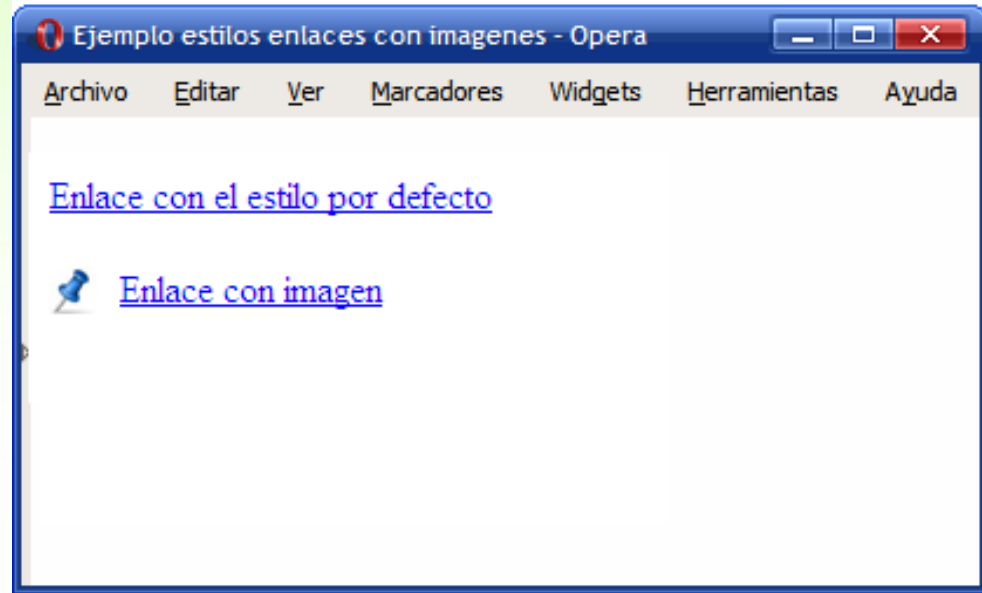 Ejemplo estilos enlaces con imagenes - Opera
Archivo Editar Ver Marcadores Widgets Herramientas Ayuda
Enlace con el estilo por defecto
Enlace con imagen